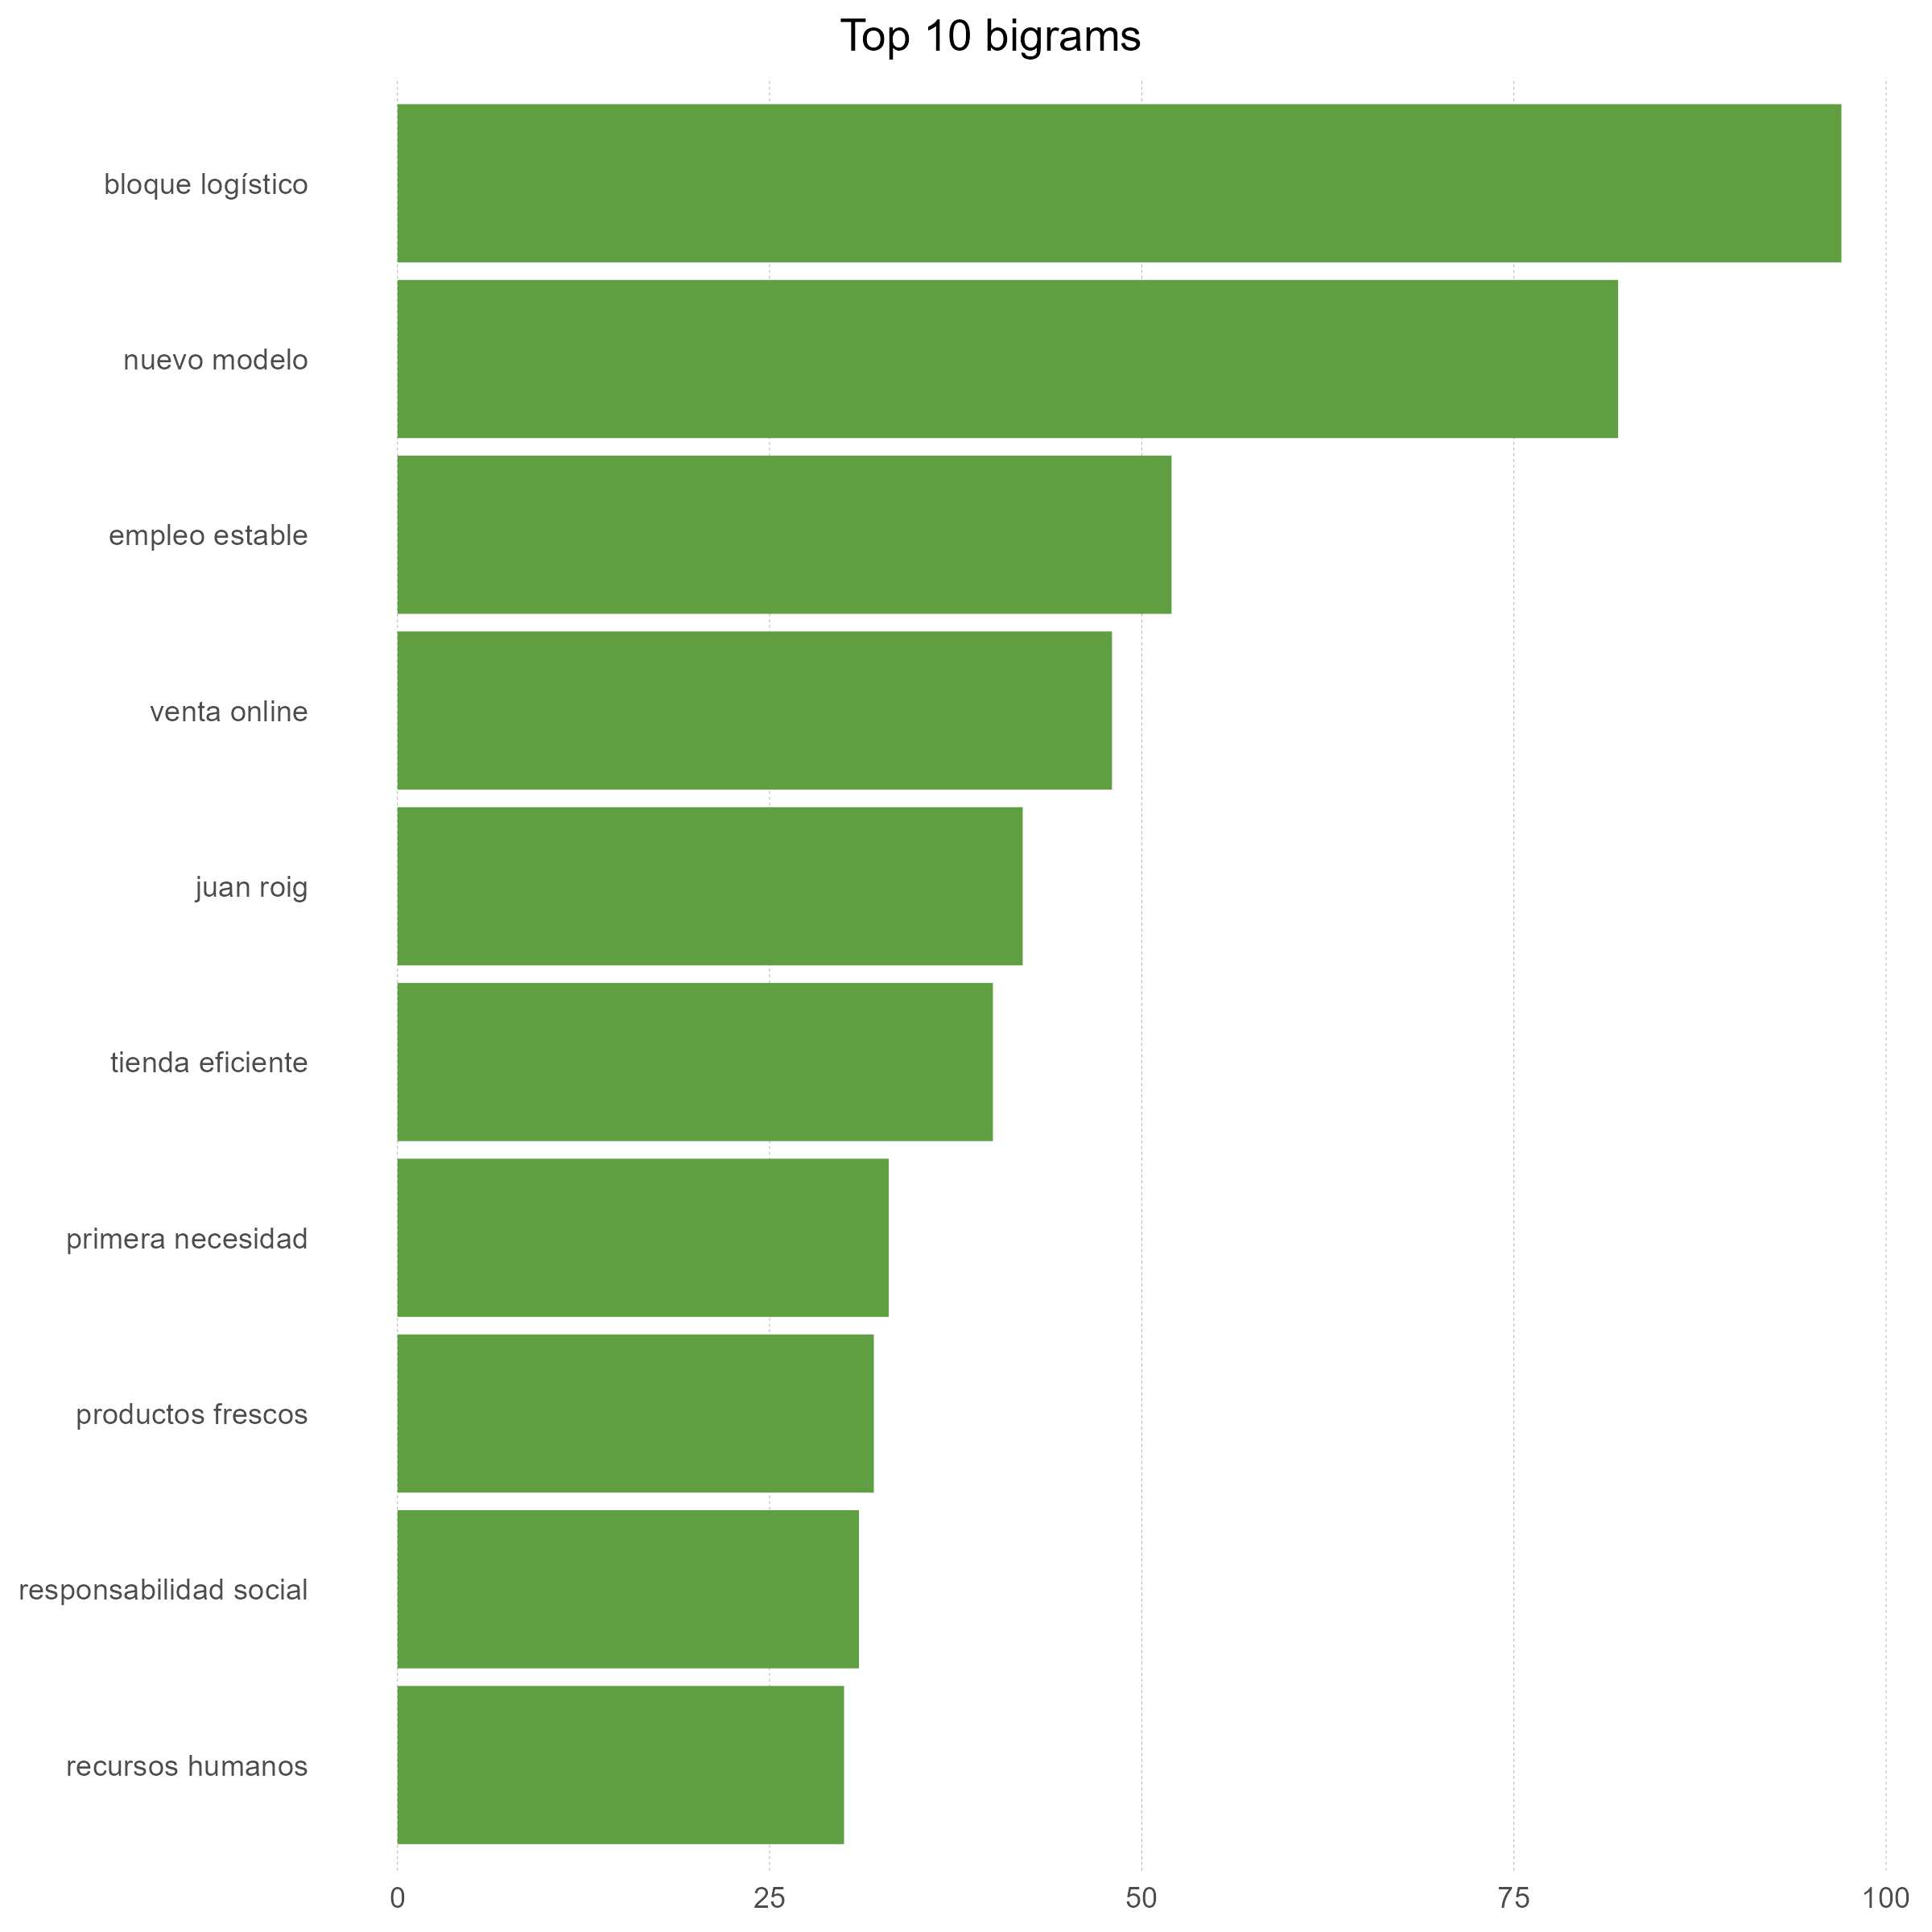 Top 10 bigrams
bloque logístico
nuevo modelo
empleo estable
venta online
juan roig
tienda eficiente
primera necesidad
productos frescos
responsabilidad social
recursos humanos
0 25 50 75 100